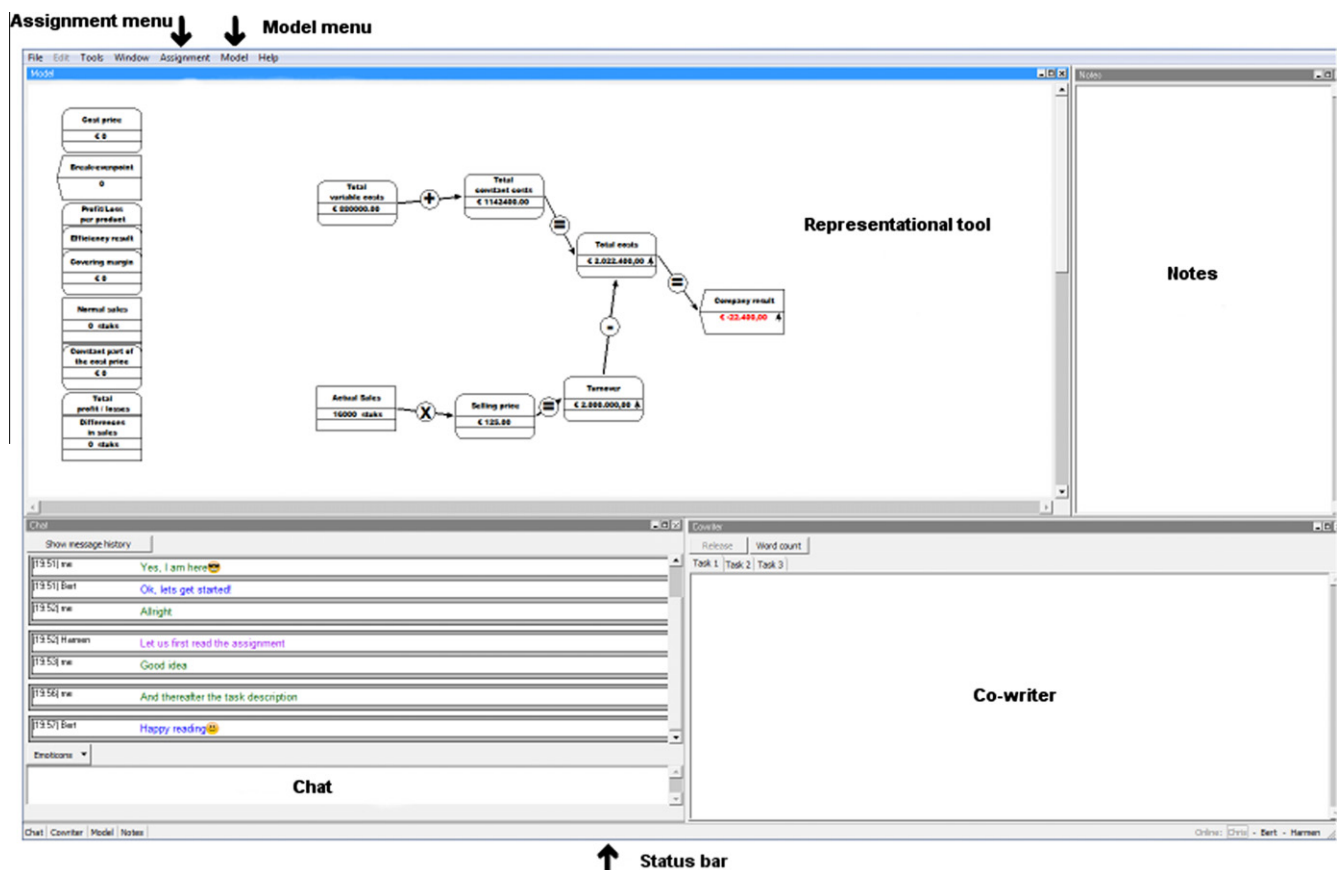 Assignment menu
Model menu
File Edit Tools Window Assignment Model Help
Model
Notes
Cost price
€ 0
Break-evenpoint
0
Profit/Loss
per product
Efficiency result
Covering margin
€ 0
Normal sales
0 stuks
Constant part of
the cost price
€ 0
Total
profit / losses
Differences
in sales
0 stuks
Total
variable costs
€ 880000.00
+
Total
constant costs
€ 1142400.00
=
Total costs
€ 2.022.400,00
=
Company result
€ -22.400,00
-
Actual Sales
16000 stuks
X
Selling price
€ 125.00
=
Turnover
€ 2.000.000,00
Representational tool
Notes
Chat
Show message history
[19:51] me Yes, I am here
[19:51] Bert Ok, lets get started!
[19:52] me Allright
[19:52] Harmen Let us first read the assignment
[19:53] me Good idea
[19:56] me And thereafter the task description
[19:57] Bert Happy reading
Emoticons
Chat
Cowriter
Release Word count
Task 1 Task 2 Task 3
Co-writer
Chat Cowriter Model Notes
Online: Chris - Bert - Harmen
Status bar